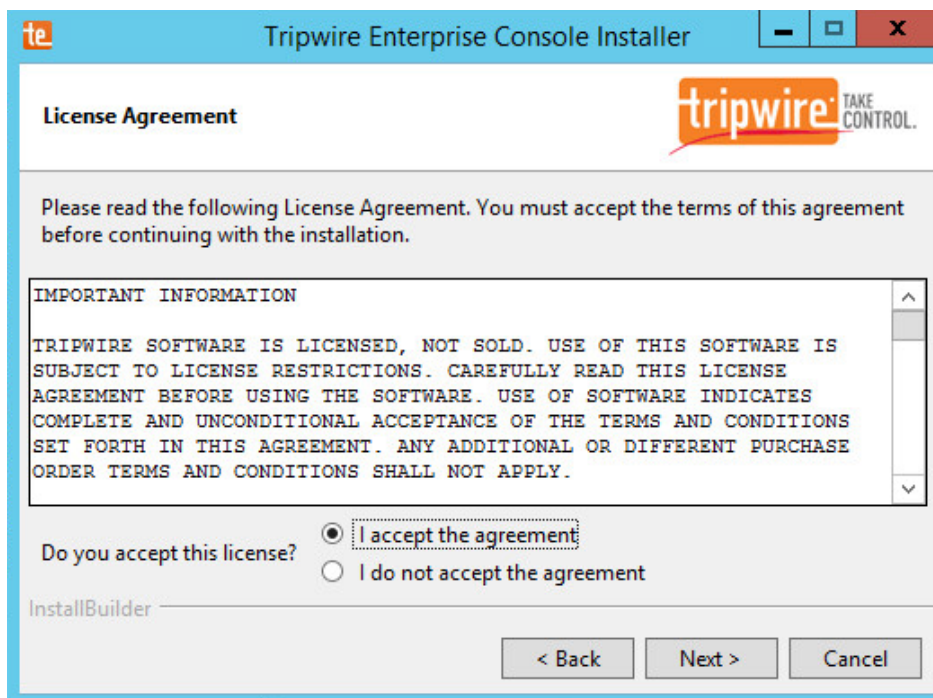 te
Tripwire Enterprise Console Installer
License Agreement
tripwire TAKE CONTROL.
Please read the following License Agreement. You must accept the terms of this agreement
before continuing with the installation.
IMPORTANT INFORMATION
TRIPWIRE SOFTWARE IS LICENSED, NOT SOLD. USE OF THIS SOFTWARE IS
SUBJECT TO LICENSE RESTRICTIONS. CAREFULLY READ THIS LICENSE
AGREEMENT BEFORE USING THE SOFTWARE. USE OF SOFTWARE INDICATES
COMPLETE AND UNCONDITIONAL ACCEPTANCE OF THE TERMS AND CONDITIONS
SET FORTH IN THIS AGREEMENT. ANY ADDITIONAL OR DIFFERENT PURCHASE
ORDER TERMS AND CONDITIONS SHALL NOT APPLY.
Do you accept this license?
I accept the agreement
I do not accept the agreement
InstallBuilder
< Back
Next >
Cancel